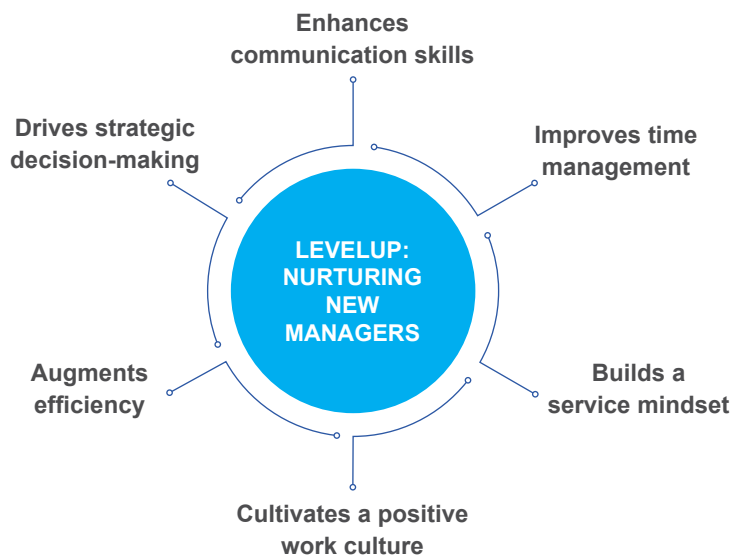 Enhances
communication skills
Drives strategic
decision-making
Improves time
management
LEVELUP:
NURTURING
NEW
MANAGERS
Augments
efficiency
Builds a
service mindset
Cultivates a positive
work culture